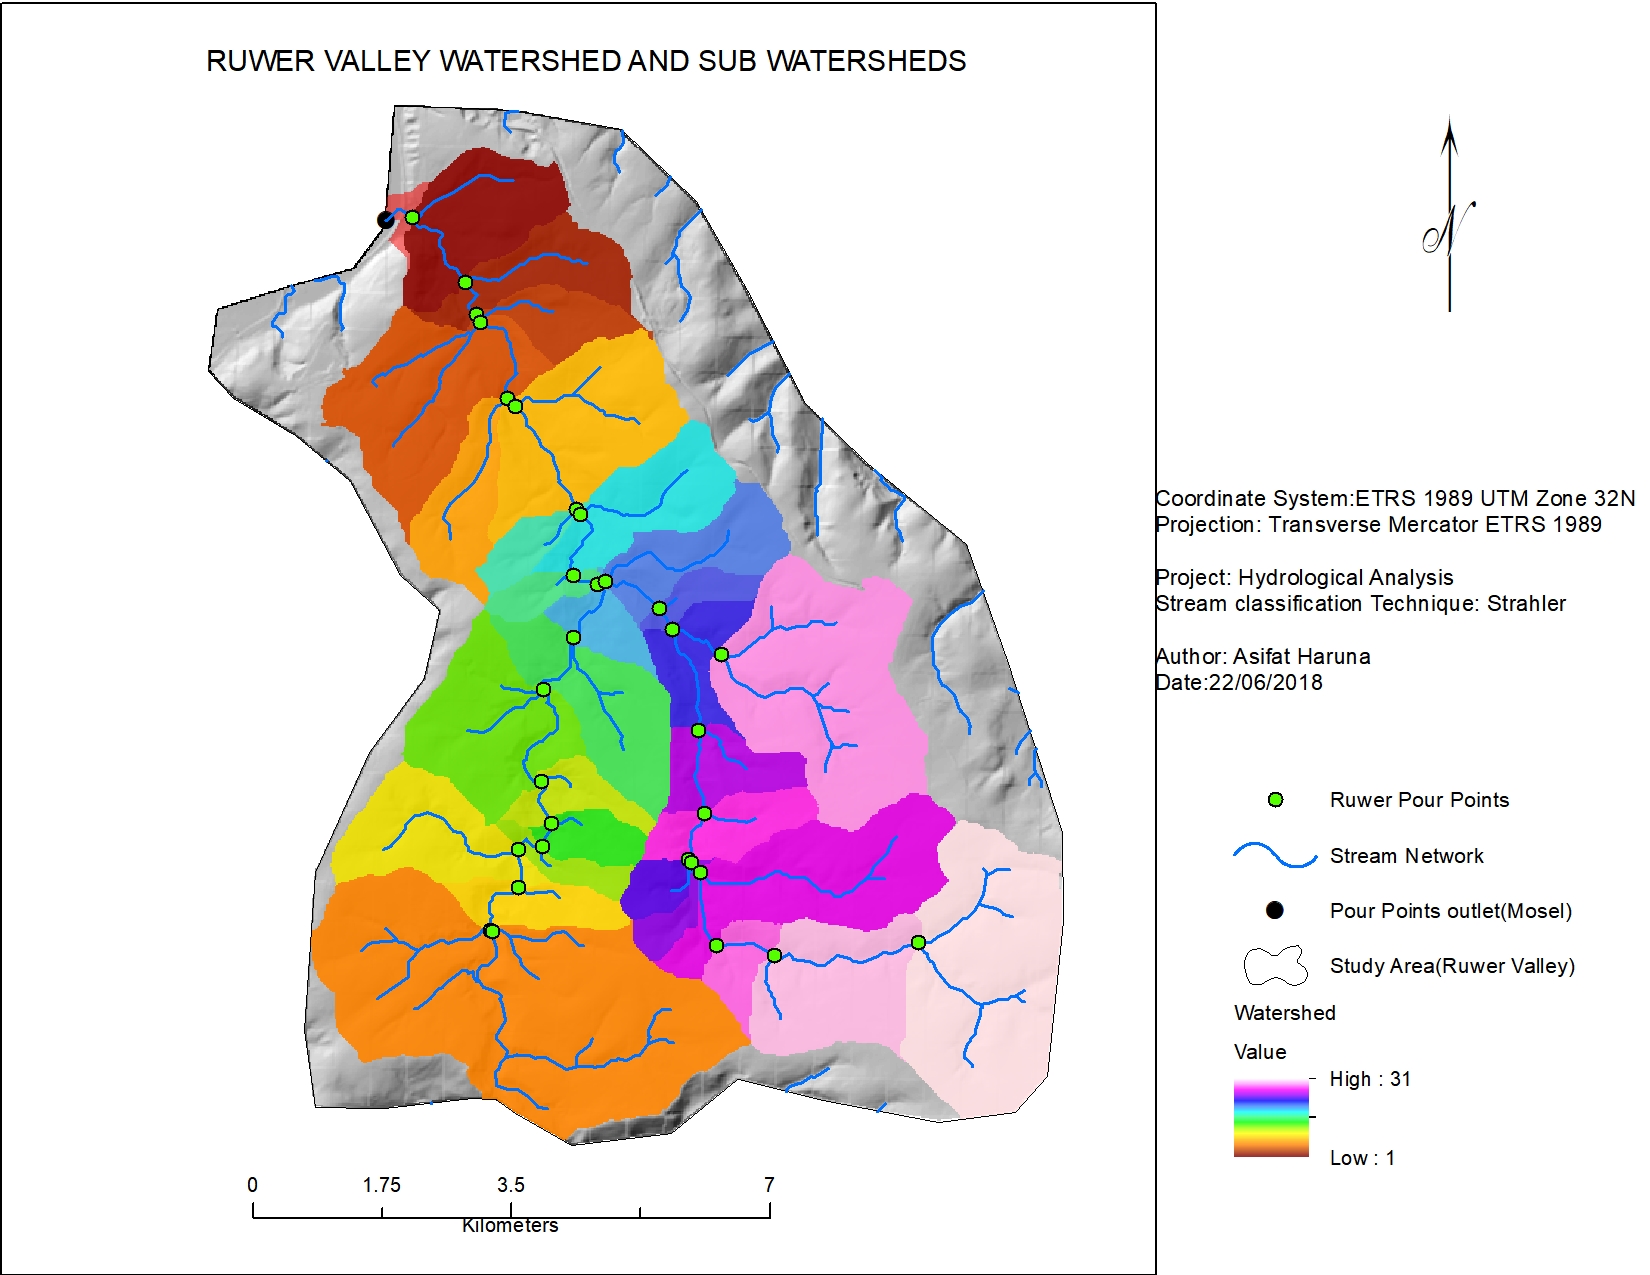 RUWER VALLEY WATERSHED AND SUB WATERSHEDS
N
Coordinate System:ETRS 1989 UTM Zone 32N
Projection: Transverse Mercator ETRS 1989
Project: Hydrological Analysis
Stream classification Technique: Strahler
Author: Asifat Haruna
Date:22/06/2018
Ruwer Pour Points
Stream Network
Pour Points outlet(Mosel)
Study Area(Ruwer Valley)
Watershed
Value
High : 31
Low : 1
0 1.75 3.5 7
Kilometers